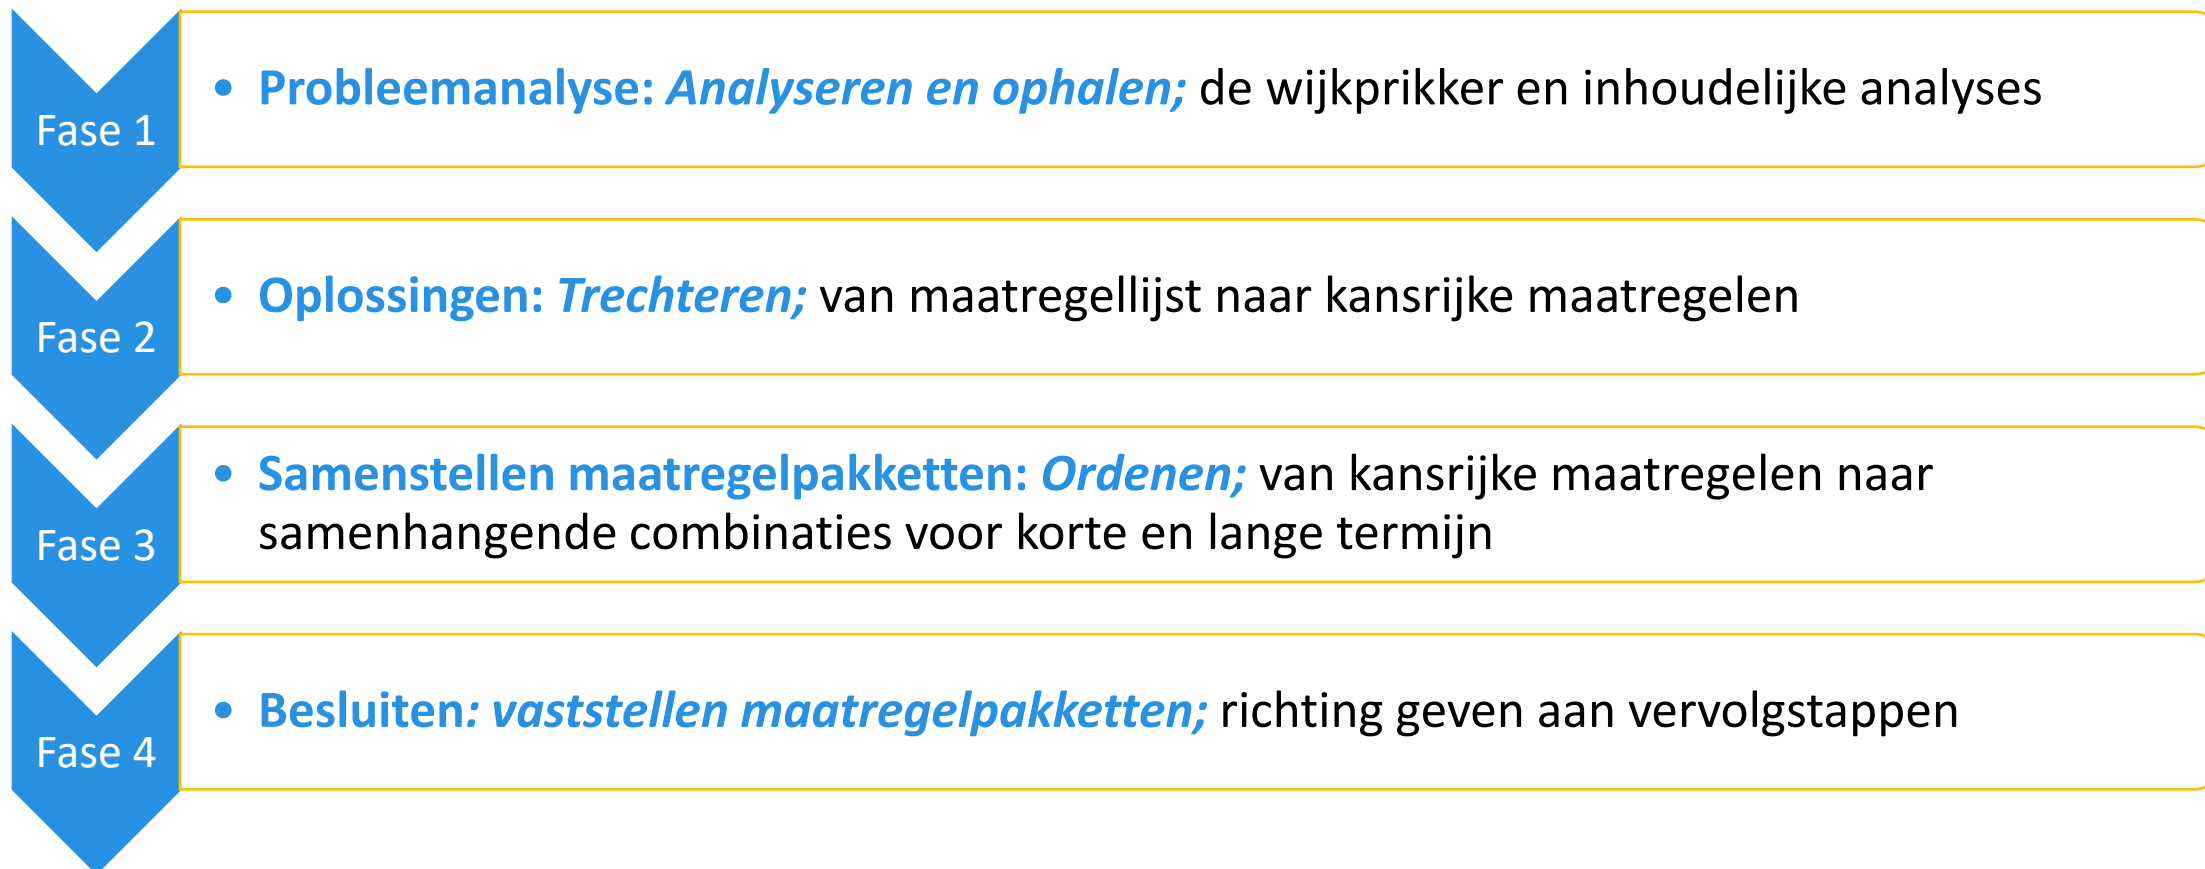 Fase 1
• Probleemanalyse: Analyseren en ophalen; de wijkprikker en inhoudelijke analyses
Fase 2
• Oplossingen: Trechteren; van maatregellijst naar kansrijke maatregelen
Fase 3
• Samenstellen maatregelpakketten: Ordenen; van kansrijke maatregelen naar
samenhangende combinaties voor korte en lange termijn
Fase 4
• Besluiten: vaststellen maatregelpakketten; richting geven aan vervolgstappen